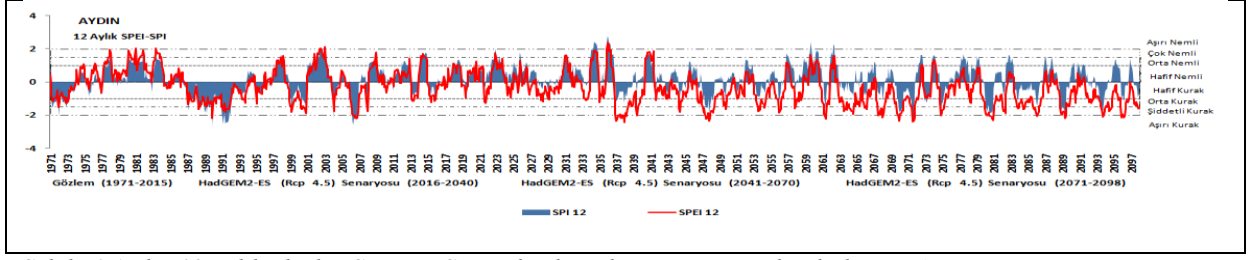 AYDIN
12 Aylık SPEI-SPI
4
2
0
-2
-4
Aşırı Nemli
Çok Nemli
Orta Nemli
Hafif Nemli
Hafif Kurak
Orta Kurak
Şiddetli Kurak
Aşırı Kurak
1971 1973 1975 1977 1979 1981 1983 1985 1987 1989 1991 1993 1995 1997 1999 2001 2003 2005 2007 2009 2011 2013 2015 2017 2019 2021 2023 2025 2027 2029 2031 2033 2035 2037 2039 2041 2043 2045 2047 2049 2051 2053 2055 2057 2059 2061 2063 2065 2067 2069 2071 2073 2075 2077 2079 2081 2083 2085 2087 2089 2091 2093 2095 2097
Gözlem (1971-2015) HadGEM2-ES (Rcp 4.5) Senaryosu (2016-2040) HadGEM2-ES (Rcp 4.5) Senaryosu (2041-2070) HadGEM2-ES (Rcp 4.5) Senaryosu (2071-2098)
SPI 12 SPEI 12